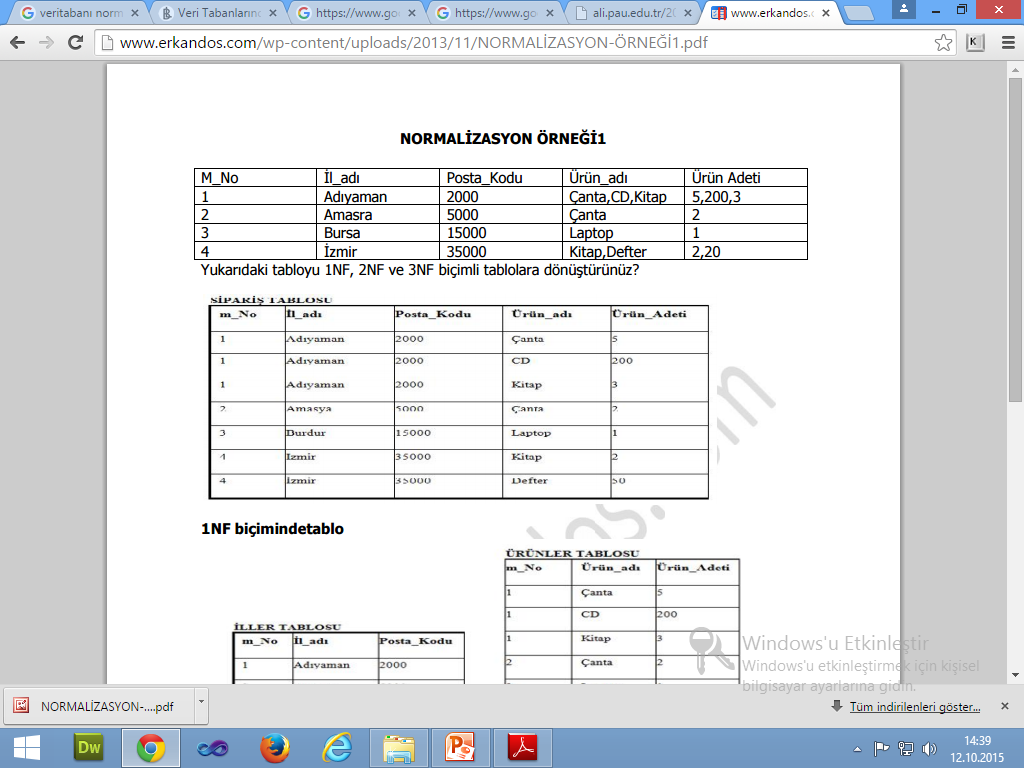 veritabanı norm
Veri Tabanlarınd
https://www.goo
https://www.go
ali.pau.edu.tr/20
www.erkandos.c
www.erkandos.com/wp-content/uploads/2013/11/NORMALİZASYON-ÖRNEĞİ1.pdf
NORMALİZASYON ÖRNEĞİ1
M_No İl_adı Posta_Kodu Ürün_adı Ürün Adeti
1 Adıyaman 2000 Çanta,CD,Kitap 5,200,3
2 Amasra 5000 Çanta 2
3 Bursa 15000 Laptop 1
4 İzmir 35000 Kitap,Defter 2,20
Yukarıdaki tabloyu 1NF, 2NF ve 3NF biçimli tablolara dönüştürünüz?
SİPARİŞ TABLOSU
m_No İl_adı Posta_Kodu Ürün_adı Ürün_Adeti
1 Adıyaman 2000 Çanta 5
1 Adıyaman 2000 CD 200
1 Adıyaman 2000 Kitap 3
2 Amasya 5000 Çanta 2
3 Burdur 15000 Laptop 1
4 İzmir 35000 Kitap 2
4 İzmir 35000 Defter 50
1NF biçimindetablo
ÜRÜNLER TABLOSU
m_No Ürün_adı Ürün_Adeti
1 Çanta 5
1 CD 200
1 Kitap 3
2 Çanta 2
İLLER TABLOSU
m_No İl_adı Posta_Kodu
1 Adıyaman 2000
Windows'u Etkinleştir
Windows'u etkinleştirmek için kişisel
bilgisayar ayarlarına gidin.
NORMALİZASYON-....pdf
Tüm indirilenleri göster...
Dw
14:39
12.10.2015